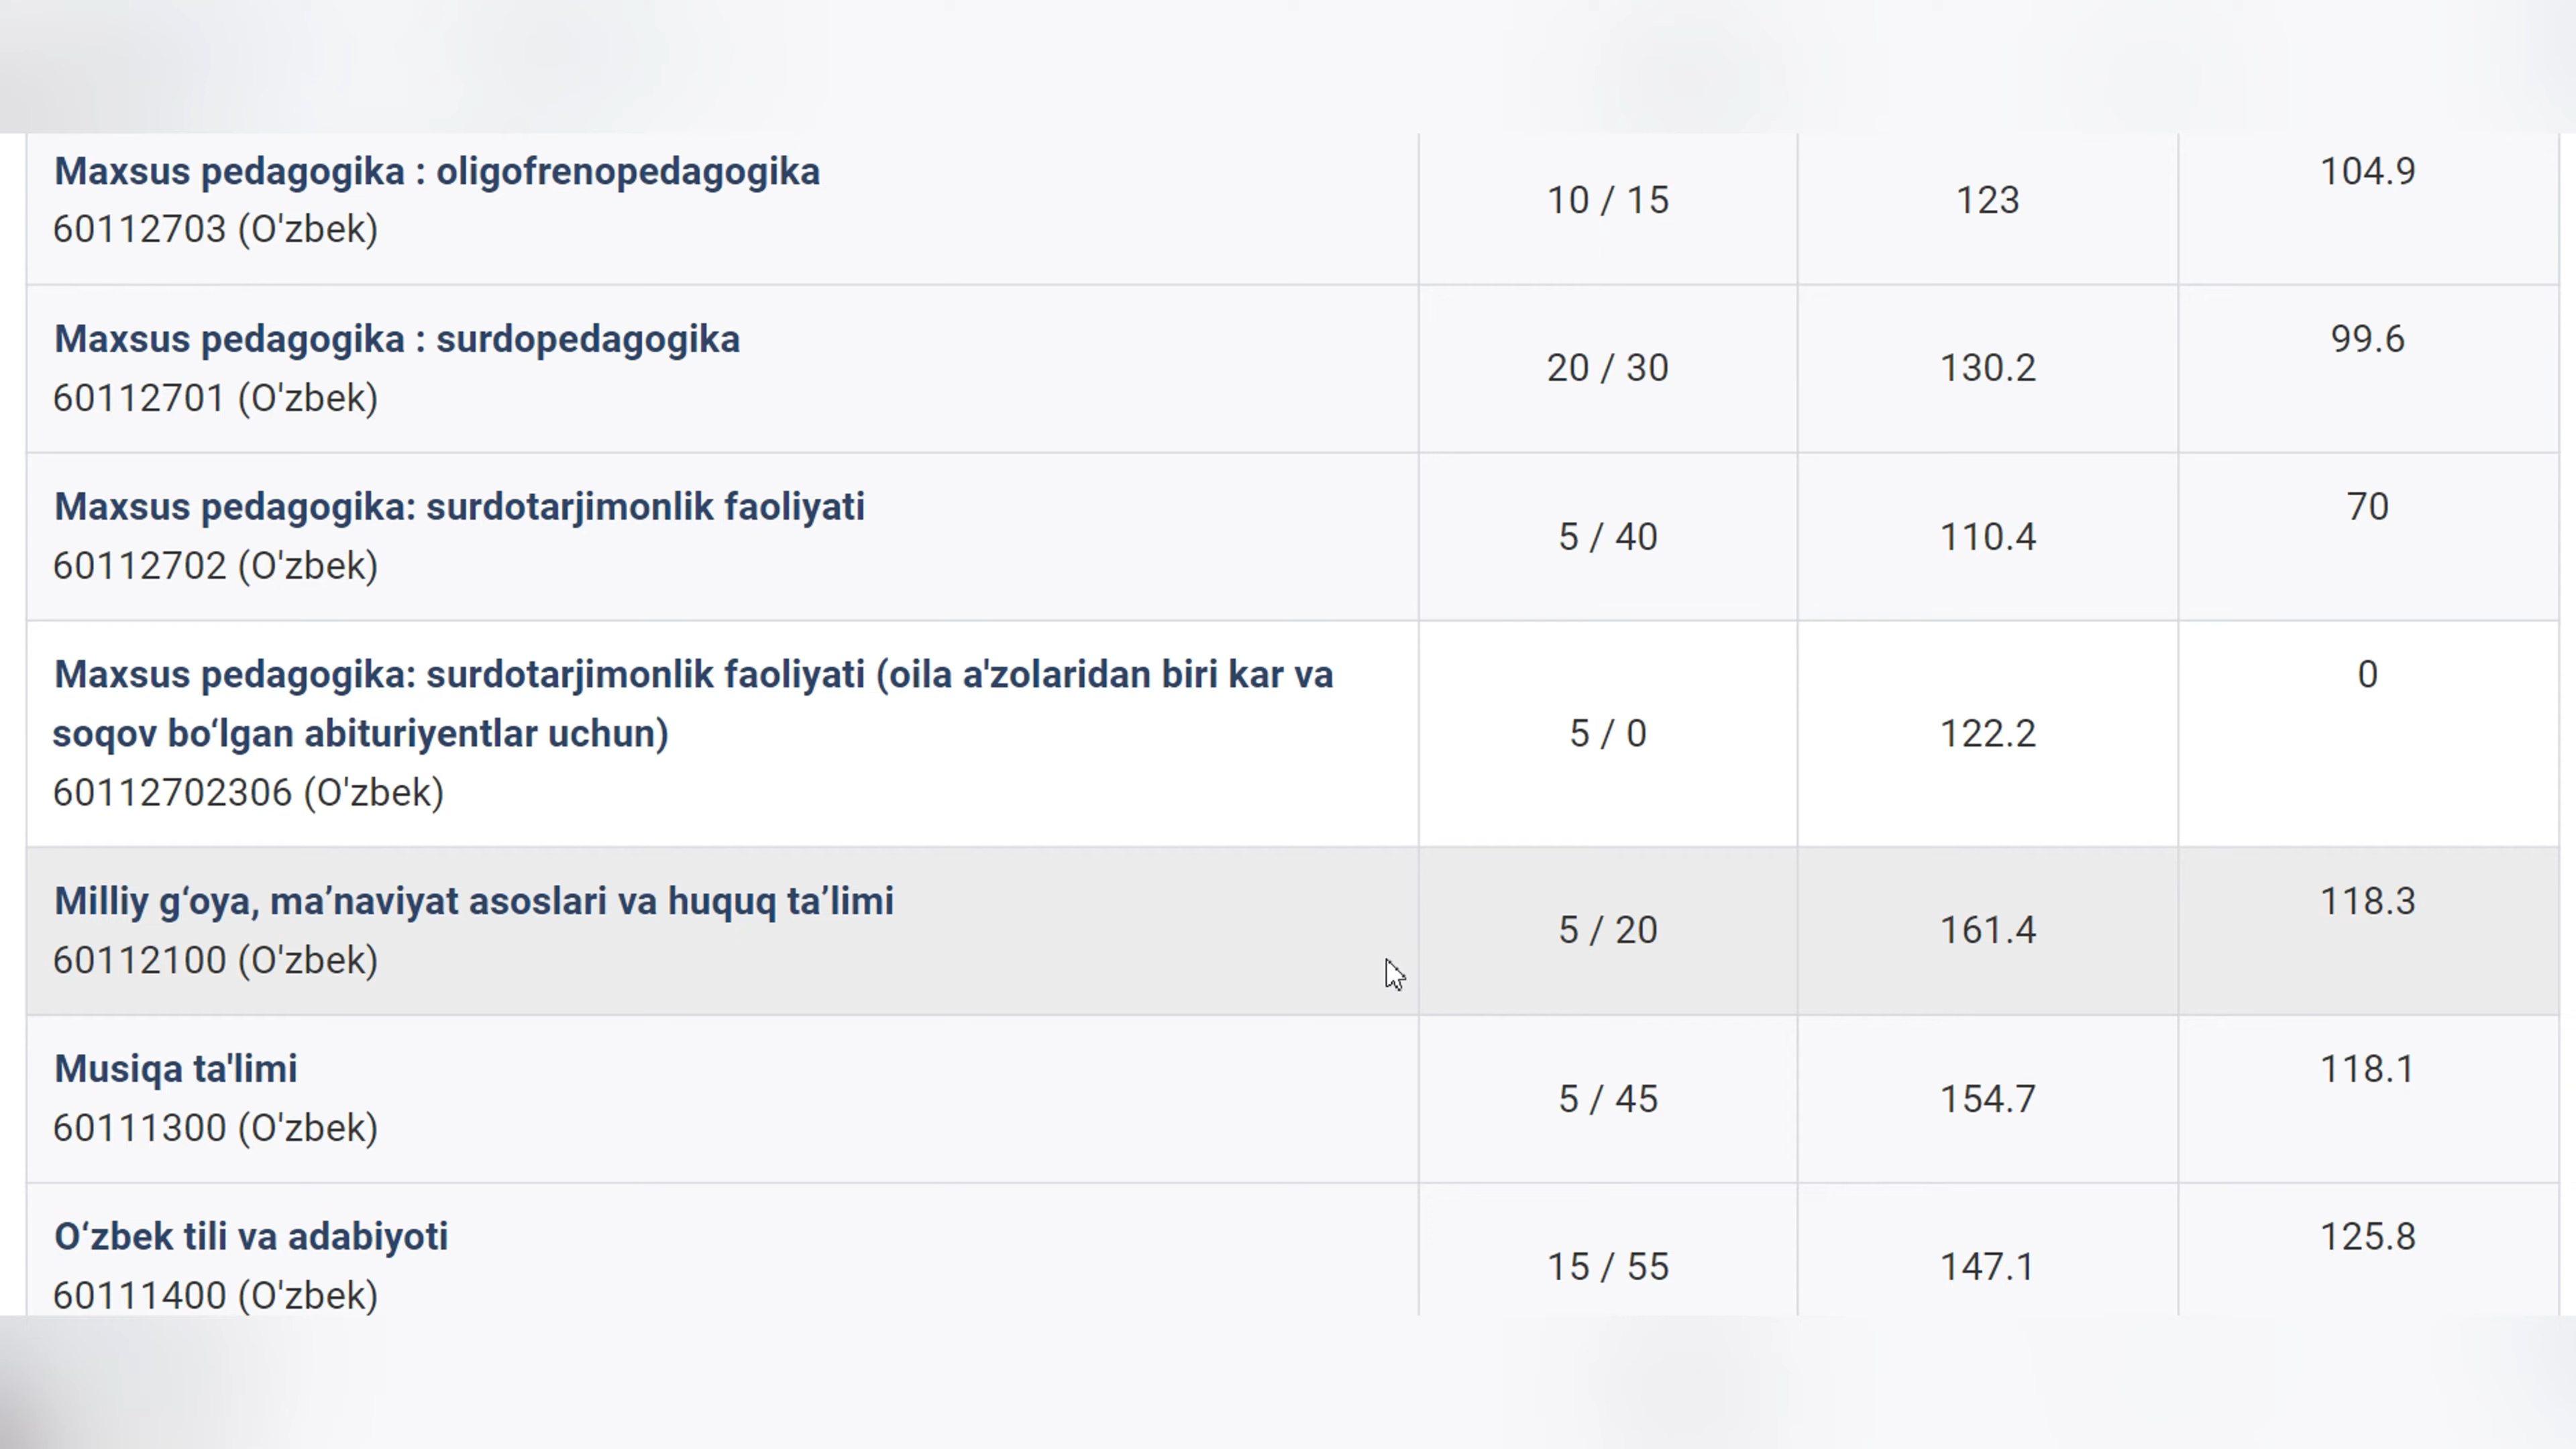 Maxsus pedagogika : oligofrenopedagogika
60112703 (O'zbek)
10 / 15
123
104.9
Maxsus pedagogika : surdopedagogika
60112701 (O'zbek)
20 / 30
130.2
99.6
Maxsus pedagogika: surdotarjimonlik faoliyati
60112702 (O'zbek)
5 / 40
110.4
70
Maxsus pedagogika: surdotarjimonlik faoliyati (oila a'zolaridan biri kar va
soqov bo‘lgan abituriyentlar uchun)
60112702306 (O'zbek)
5 / 0
122.2
0
Milliy g‘oya, ma’naviyat asoslari va huquq ta’limi
60112100 (O'zbek)
5 / 20
161.4
118.3
Musiqa ta'limi
60111300 (O'zbek)
5 / 45
154.7
118.1
O‘zbek tili va adabiyoti
60111400 (O'zbek)
15 / 55
147.1
125.8